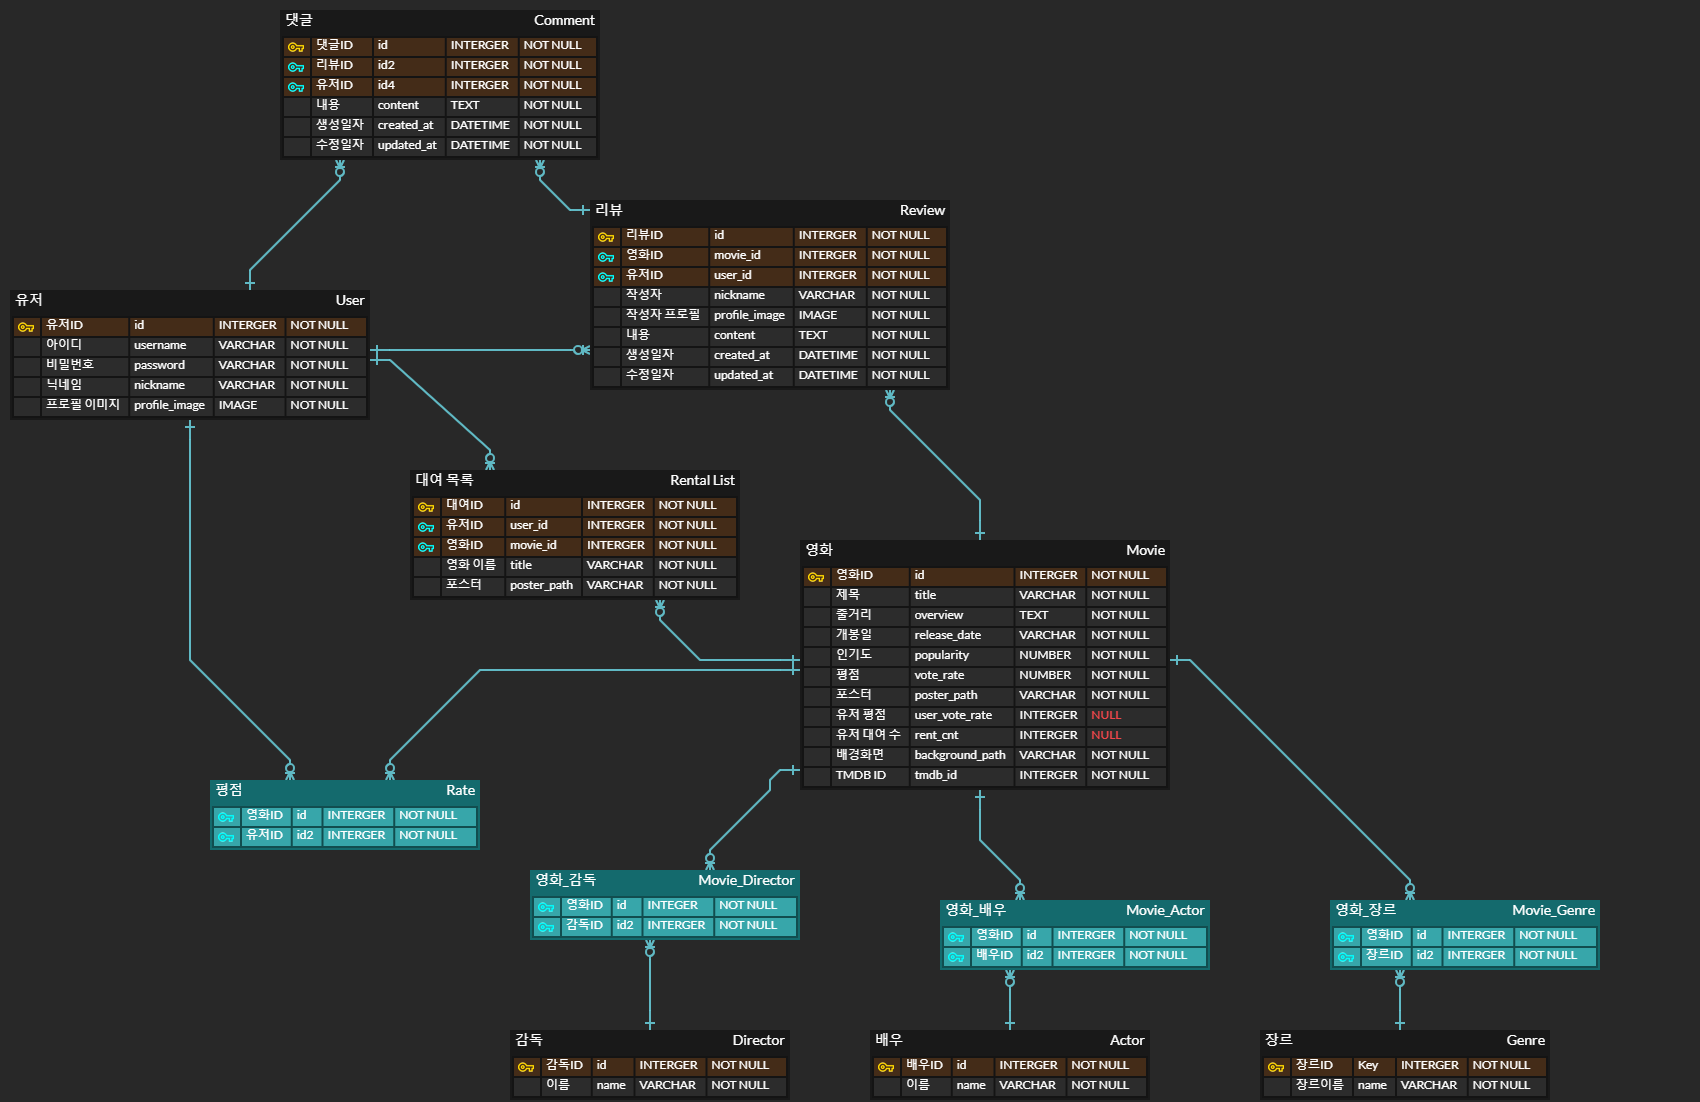 댓글 Comment
댓글ID id INTERGER NOT NULL
리뷰ID id2 INTERGER NOT NULL
유저ID id4 INTERGER NOT NULL
내용 content TEXT NOT NULL
생성일자 created_at DATETIME NOT NULL
수정일자 updated_at DATETIME NOT NULL
리뷰 Review
리뷰ID id INTERGER NOT NULL
영화ID movie_id INTERGER NOT NULL
유저ID user_id INTERGER NOT NULL
작성자 nickname VARCHAR NOT NULL
작성자 프로필 profile_image IMAGE NOT NULL
내용 content TEXT NOT NULL
생성일자 created_at DATETIME NOT NULL
수정일자 updated_at DATETIME NOT NULL
유저 User
유저ID id INTERGER NOT NULL
아이디 username VARCHAR NOT NULL
비밀번호 password VARCHAR NOT NULL
닉네임 nickname VARCHAR NOT NULL
프로필 이미지 profile_image IMAGE NOT NULL
대여 목록 Rental List
대여ID id INTERGER NOT NULL
유저ID user_id INTERGER NOT NULL
영화ID movie_id INTERGER NOT NULL
영화 이름 title VARCHAR NOT NULL
포스터 poster_path VARCHAR NOT NULL
영화 Movie
영화ID id INTERGER NOT NULL
제목 title VARCHAR NOT NULL
줄거리 overview TEXT NOT NULL
개봉일 release_date VARCHAR NOT NULL
인기도 popularity NUMBER NOT NULL
평점 vote_rate NUMBER NOT NULL
포스터 poster_path VARCHAR NOT NULL
유저 평점 user_vote_rate INTERGER NULL
유저 대여 수 rent_cnt INTERGER NULL
배경화면 background_path VARCHAR NOT NULL
TMDB ID tmdb_id INTERGER NOT NULL
평점 Rate
영화ID id INTERGER NOT NULL
유저ID id2 INTERGER NOT NULL
영화_감독 Movie_Director
영화ID id INTEGER NOT NULL
감독ID id2 INTERGER NOT NULL
영화_배우 Movie_Actor
영화ID id INTERGER NOT NULL
배우ID id2 INTERGER NOT NULL
영화_장르 Movie_Genre
영화ID id INTERGER NOT NULL
장르ID id2 INTERGER NOT NULL
감독 Director
감독ID id INTERGER NOT NULL
이름 name VARCHAR NOT NULL
배우 Actor
배우ID id INTERGER NOT NULL
이름 name VARCHAR NOT NULL
장르 Genre
장르ID Key INTERGER NOT NULL
장르이름 name VARCHAR NOT NULL